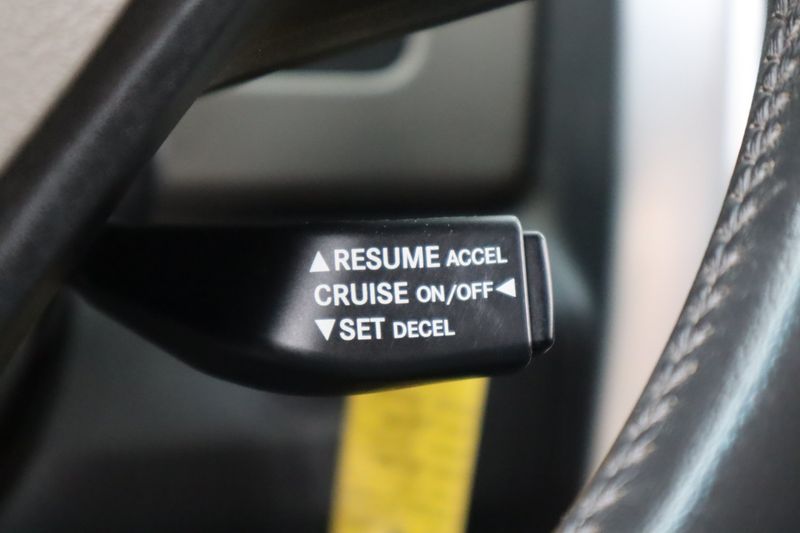 ▲RESUME ACCEL
CRUISE ON/OFF◀
▼SET DECEL